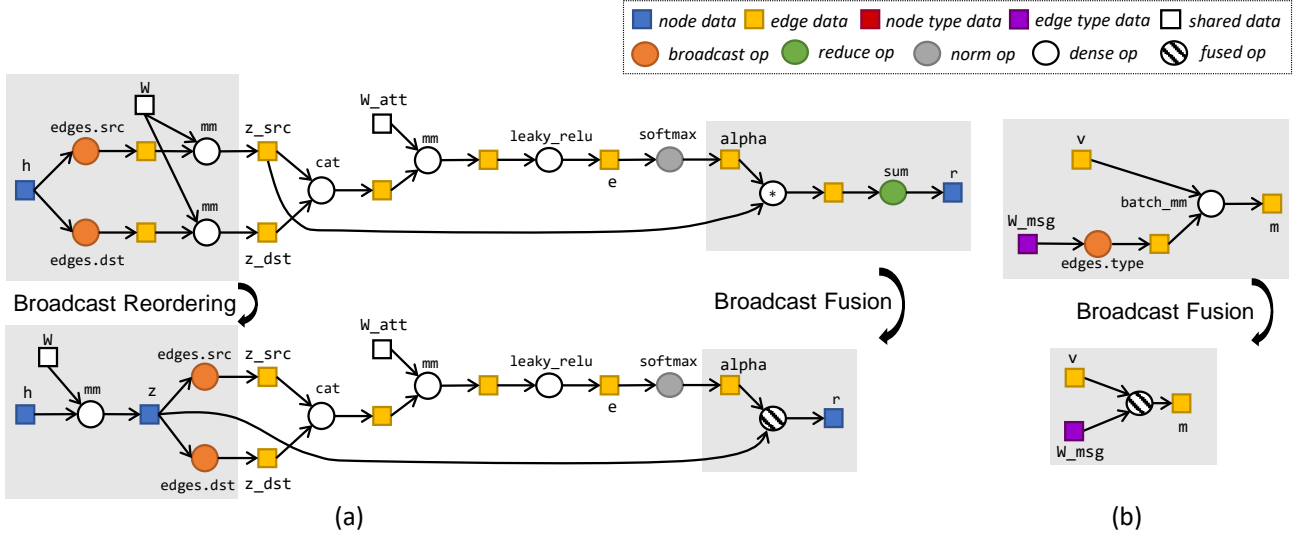 node data edge data node type data edge type data shared data
broadcast op reduce op norm op dense op fused op
W
edges.src
mm
h
mm
edges.dst
z_src
z_dst
cat
W_att
mm
leaky_relu
e
softmax
alpha
*
sum
r
v
batch_mm
W_msg
edges.type
m
Broadcast Reordering
Broadcast Fusion
Broadcast Fusion
W
h
mm
z
edges.src
edges.dst
z_src
z_dst
cat
W_att
mm
leaky_relu
e
softmax
alpha
r
v
W_msg
m
(a)
(b)